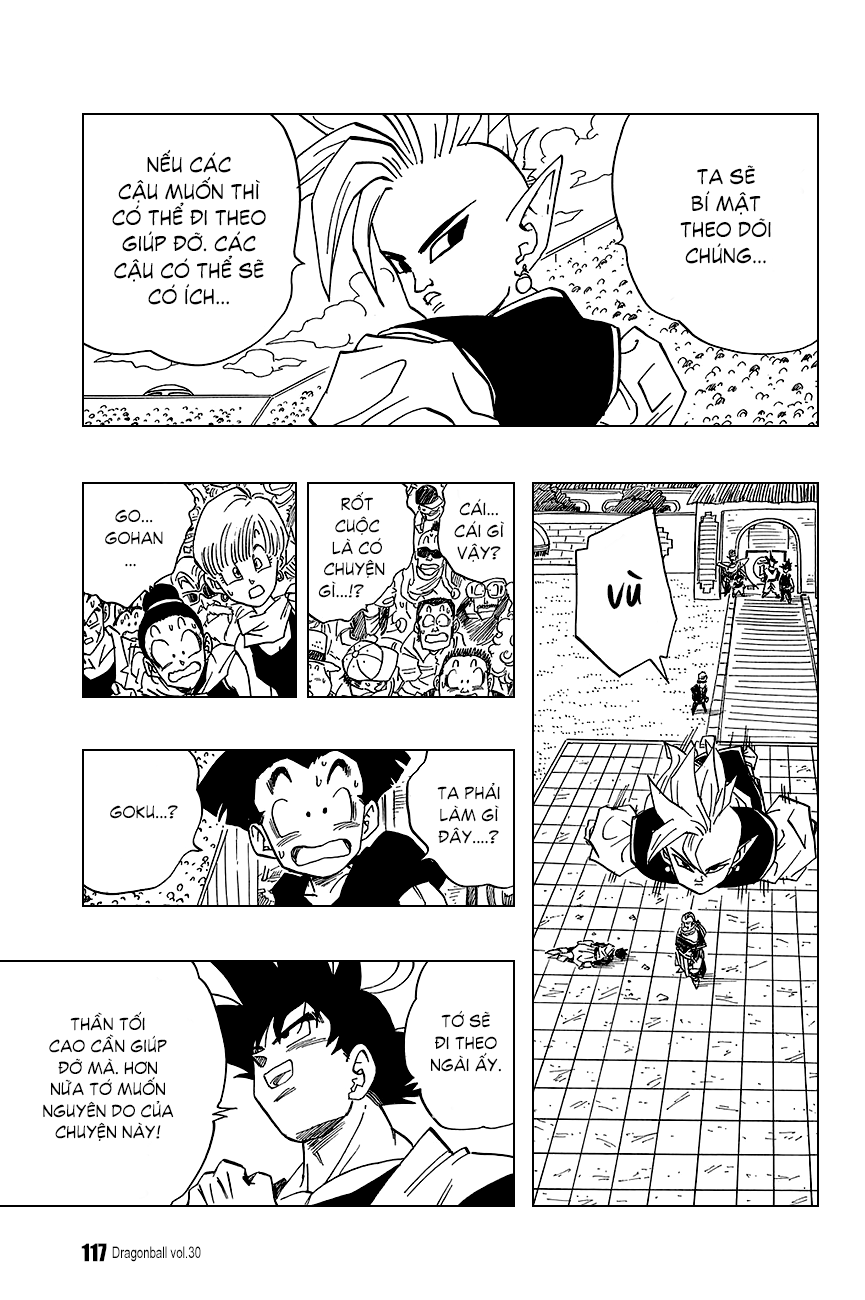 TA SẼ
BÍ MẬT
THEO DÕI
CHÚNG...
NẾU CÁC
CẬU MUỐN THÌ
CÓ THỂ ĐI THEO
GIÚP ĐỠ. CÁC
CẬU CÓ THỂ SẼ
CÓ ÍCH...
VÙ
CÁI...
CÁI GÌ
VẬY?
RỐT
CUỘC
LÀ CÓ
CHUYỆN
GÌ...!?
GO...
GOHAN
...
TA PHẢI
LÀM GÌ
ĐÂY....?
GOKU...?
TỚ SẼ
ĐI THEO
NGÀI ẤY.
THẦN TỐI
CAO CẦN GIÚP
ĐỠ MÀ. HƠN
NỮA TỚ MUỐN
NGUYÊN DO CỦA
CHUYỆN NÀY!
117 Dragonball vol.30